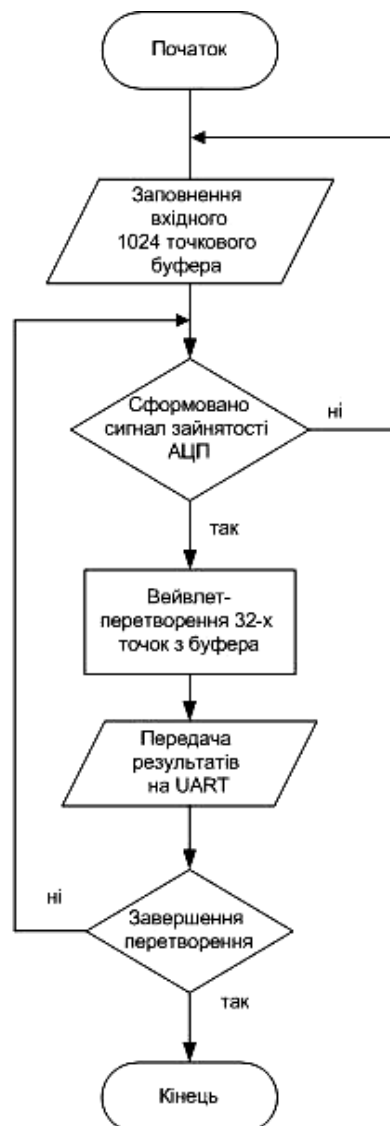 Початок
Заповнення
вхідного
1024 точкового
буфера
Сформовано
сигнал зайнятості
АЦП
ні
так
Вейвлет-
перетворення 32-х
точок з буфера
Передача
результатів
на UART
ні
Завершення
перетворення
так
Кінець